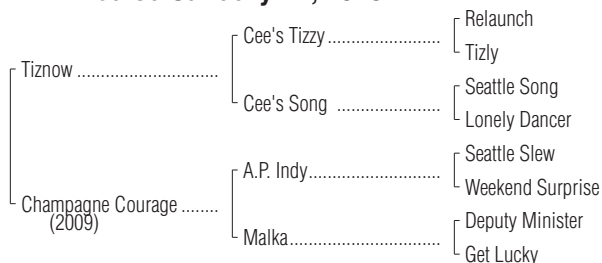 Relaunch
Cee's Tizzy ........................
Tizly
Tiznow ..............................
Seattle Song
Cee's Song ......................
Lonely Dancer
Seattle Slew
A.P. Indy............................
Weekend Surprise
Champagne Courage ........
(2009)
Deputy Minister
Malka................................
Get Lucky